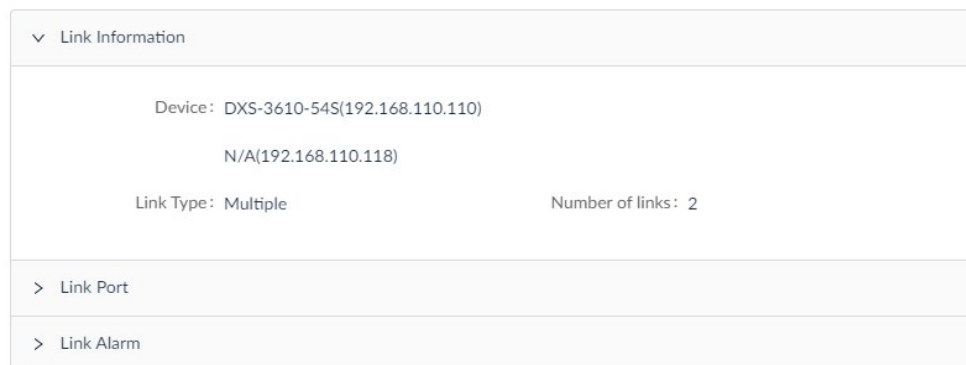 Link Information
Device: DXS-3610-54S(192.168.110.110)
N/A(192.168.110.118)
Link Type: Multiple Number of links: 2
Link Port
Link Alarm